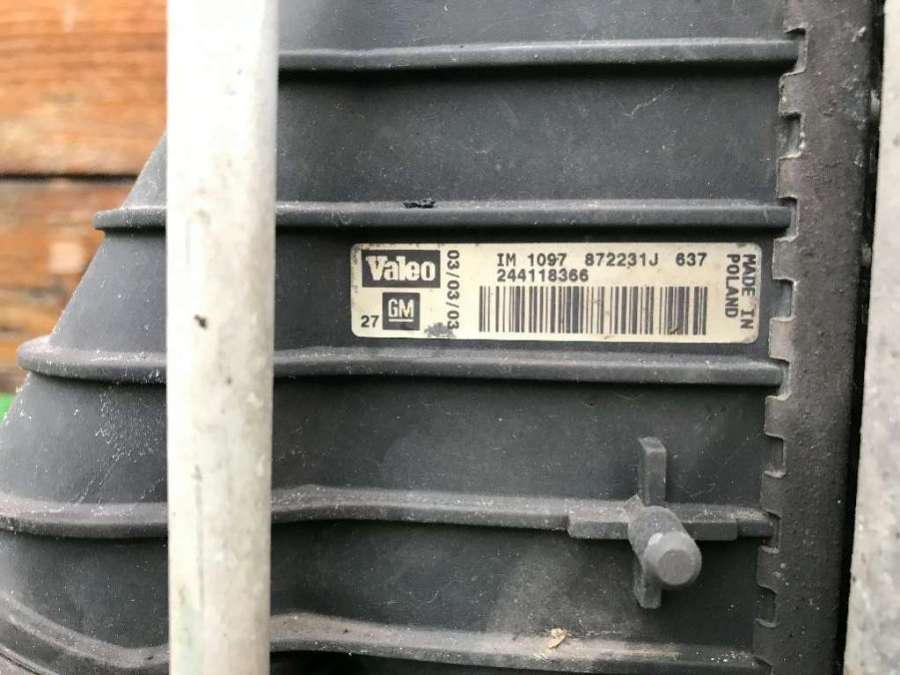 Valeo
27 GM
03/03/03
IM 1097 872231J 637
244118366
MADE IN
POLAND